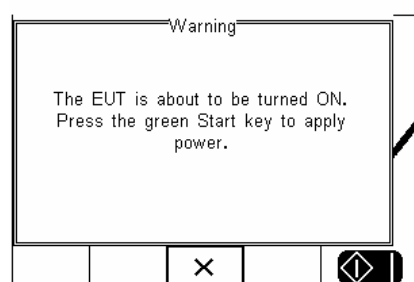 Warning
The EUT is about to be turned ON.
Press the green Start key to apply
power.